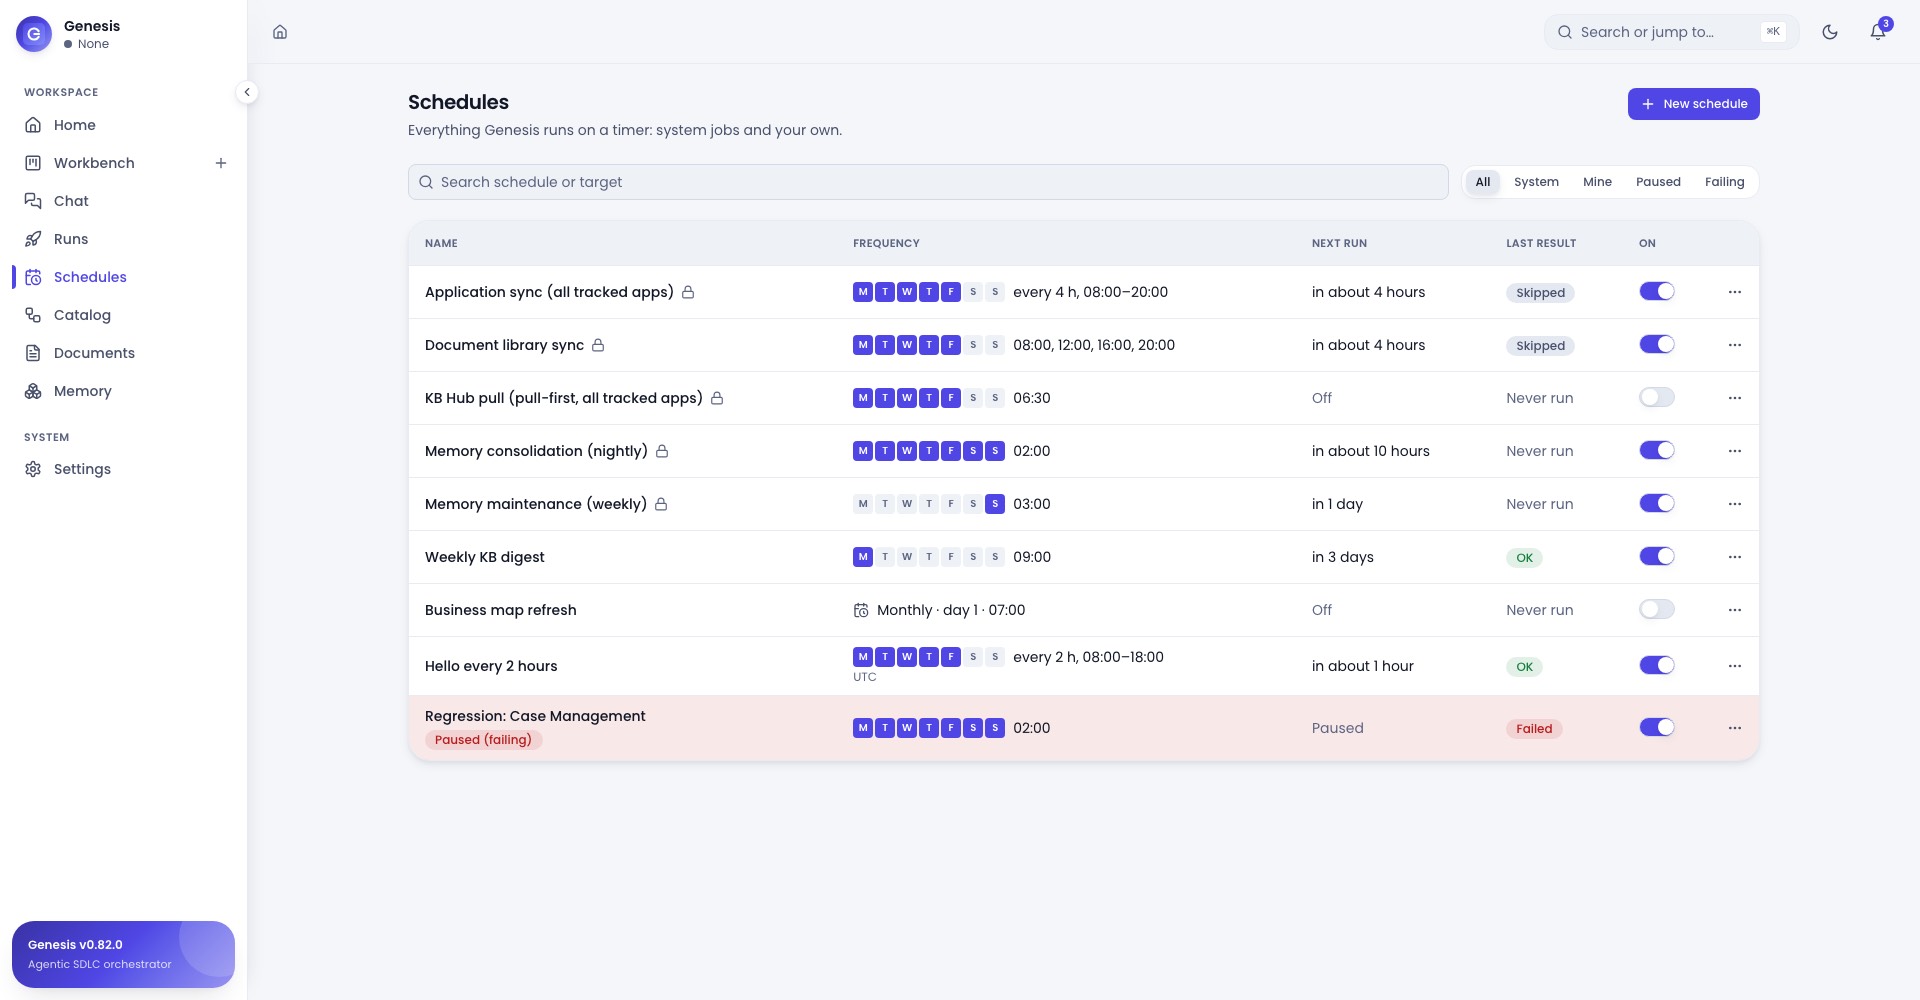 Genesis
None
WORKSPACE
Home
Workbench
Chat
Runs
Schedules
Catalog
Documents
Memory
SYSTEM
Settings
Genesis v0.82.0
Agentic SDLC orchestrator
Search or jump to...
⌘K
3
Schedules
Everything Genesis runs on a timer: system jobs and your own.
New schedule
Search schedule or target
All System Mine Paused Failing
NAME FREQUENCY NEXT RUN LAST RESULT ON
Application sync (all tracked apps) M T W T F S S every 4 h, 08:00–20:00 in about 4 hours Skipped
Document library sync M T W T F S S 08:00, 12:00, 16:00, 20:00 in about 4 hours Skipped
KB Hub pull (pull-first, all tracked apps) M T W T F S S 06:30 Off Never run
Memory consolidation (nightly) M T W T F S S 02:00 in about 10 hours Never run
Memory maintenance (weekly) M T W T F S S 03:00 in 1 day Never run
Weekly KB digest M T W T F S S 09:00 in 3 days OK
Business map refresh Monthly · day 1 · 07:00 Off Never run
Hello every 2 hours M T W T F S S every 2 h, 08:00–18:00 in about 1 hour OK
UTC
Regression: Case Management M T W T F S S 02:00 Paused Failed
Paused (failing)